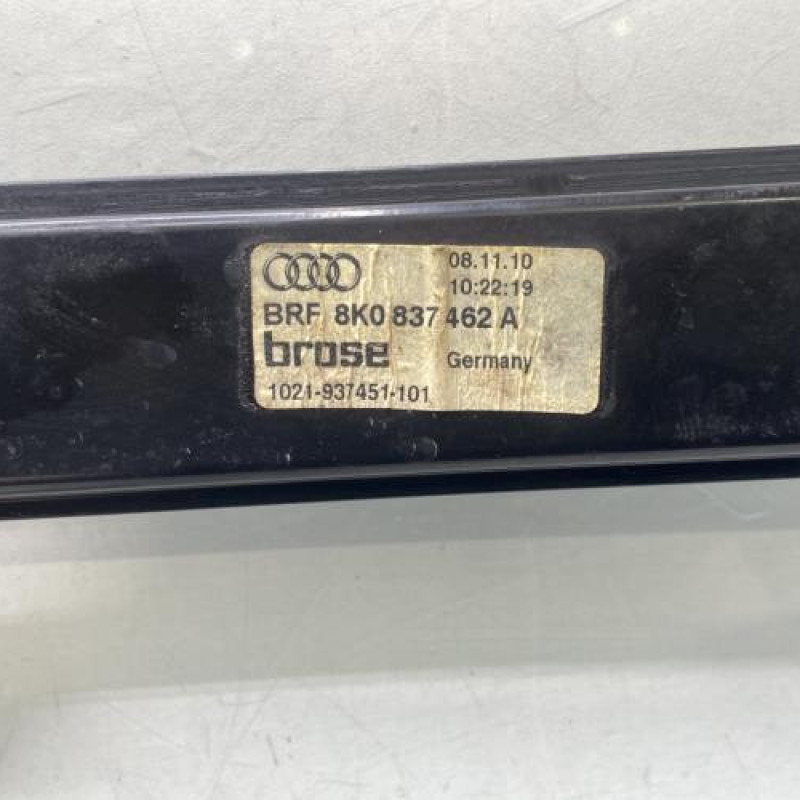 08.11.10
10:22:19
BRF 8K0 837 462 A
brose Germany
1021-937451-101